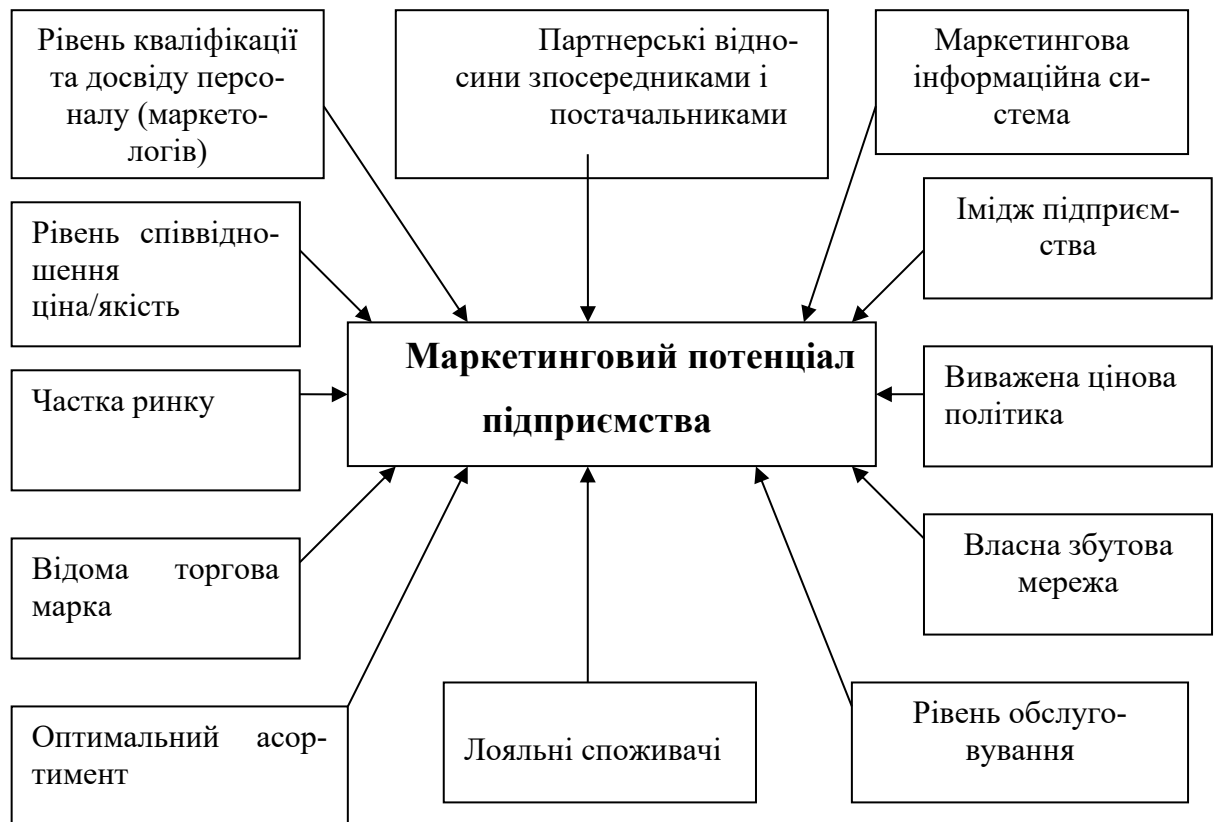 Рівень кваліфікації
та досвіду персо-
налу (маркето-
логів)
Партнерські відно-
сини зпосередниками і
постачальниками
Маркетингова
інформаційна си-
стема
Рівень співвідно-
шення
ціна/якість
Імідж підприєм-
ства
Маркетинговий потенціал
підприємства
Частка ринку
Виважена цінова
політика
Відома торгова
марка
Власна збутова
мережа
Оптимальний асор-
тимент
Лояльні споживачі
Рівень обслуго-
вування